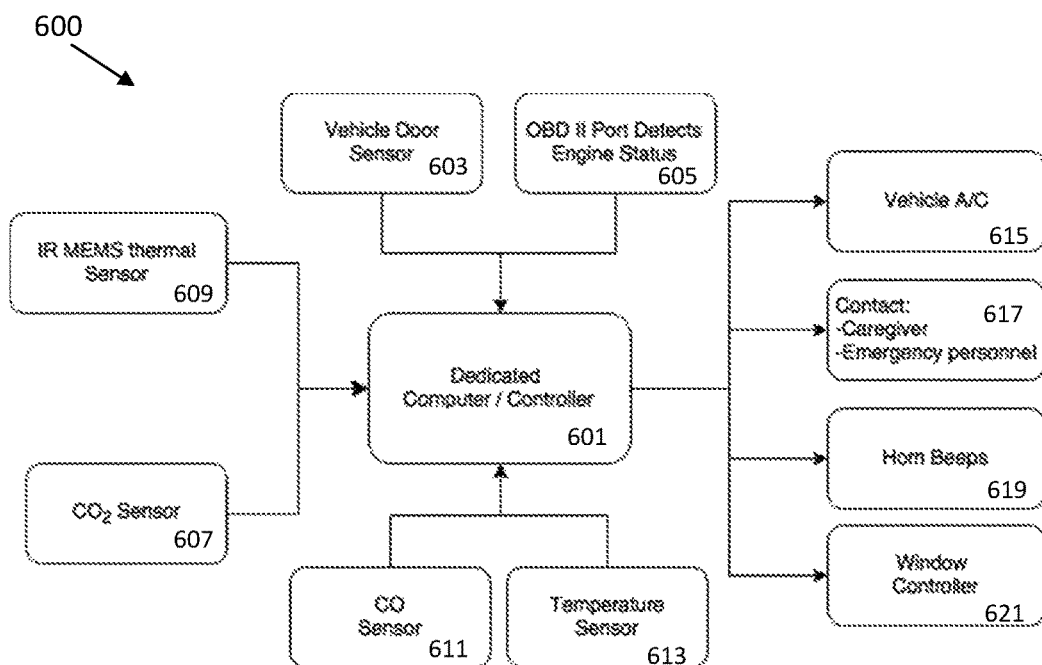 600
Vehicle Door
Sensor
603
OBD II Port Detects
Engine Status
605
IR MEMS thermal
Sensor
609
Vehicle A/C
615
Contact:
617
-Caregiver
-Emergency personnel
Dedicated
Computer / Controller
601
Horn Beeps
619
CO2 Sensor
607
Window
Controller
621
CO
Sensor
611
Temperature
Sensor
613